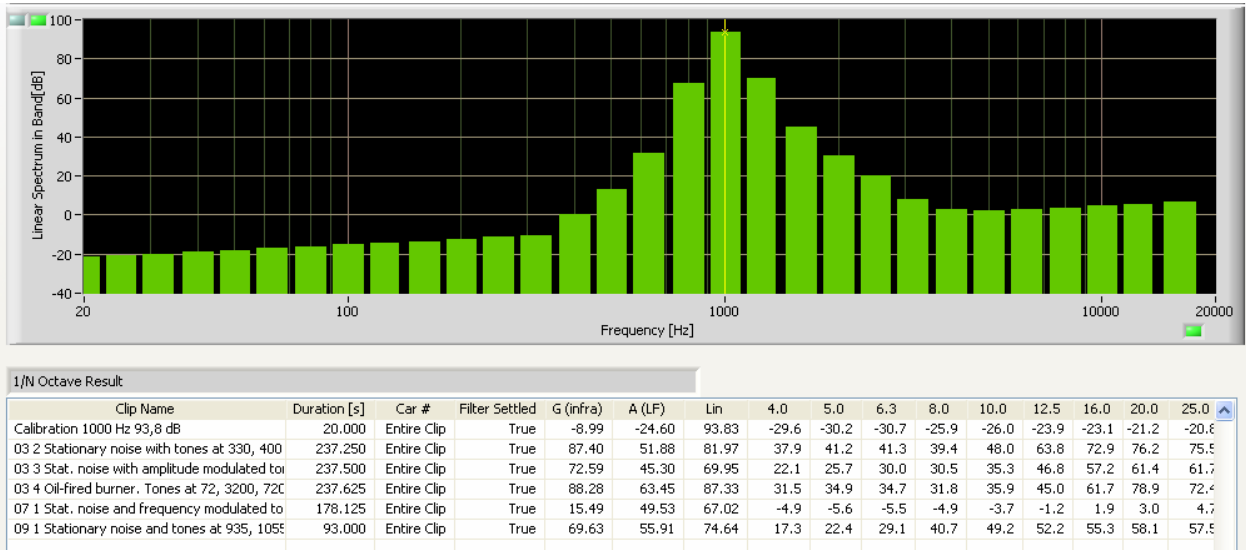 100
80
60
40
20
0
-20
-40
Linear Spectrum in Band[dB]
20 100 1000 10000 20000
Frequency [Hz]
1/N Octave Result
Clip Name Duration [s] Car # Filter Settled G (infra) A (LF) Lin 4.0 5.0 6.3 8.0 10.0 12.5 16.0 20.0 25.0
Calibration 1000 Hz 93,8 dB 20.000 Entire Clip True -8.99 -24.60 93.83 -29.6 -30.2 -30.7 -25.9 -26.0 -23.9 -23.1 -21.2 -20.
03 2 Stationary noise with tones at 330, 400 237.250 Entire Clip True 87.40 51.88 81.97 37.9 41.2 41.3 39.4 48.0 63.8 72.9 76.2 75.5
03 3 Stat. noise with amplitude modulated 237.500 Entire Clip True 72.59 45.30 69.95 22.1 25.7 30.0 30.5 35.3 46.8 57.2 61.4 61.7
03 4 Oil-fired burner. Tones at 72, 3200, 720 237.625 Entire Clip True 88.28 63.45 87.33 31.5 34.9 34.7 31.8 35.9 45.0 61.7 78.9 72.4
07 1 Stat. noise and frequency modulated to 178.125 Entire Clip True 15.49 49.53 67.02 -4.9 -5.6 -5.5 -4.9 -3.7 -1.2 1.9 3.0 4.7
09 1 Stationary noise and tones at 935, 1055 93.000 Entire Clip True 69.63 55.91 74.64 17.3 22.4 29.1 40.7 49.2 52.2 55.3 58.1 57.5